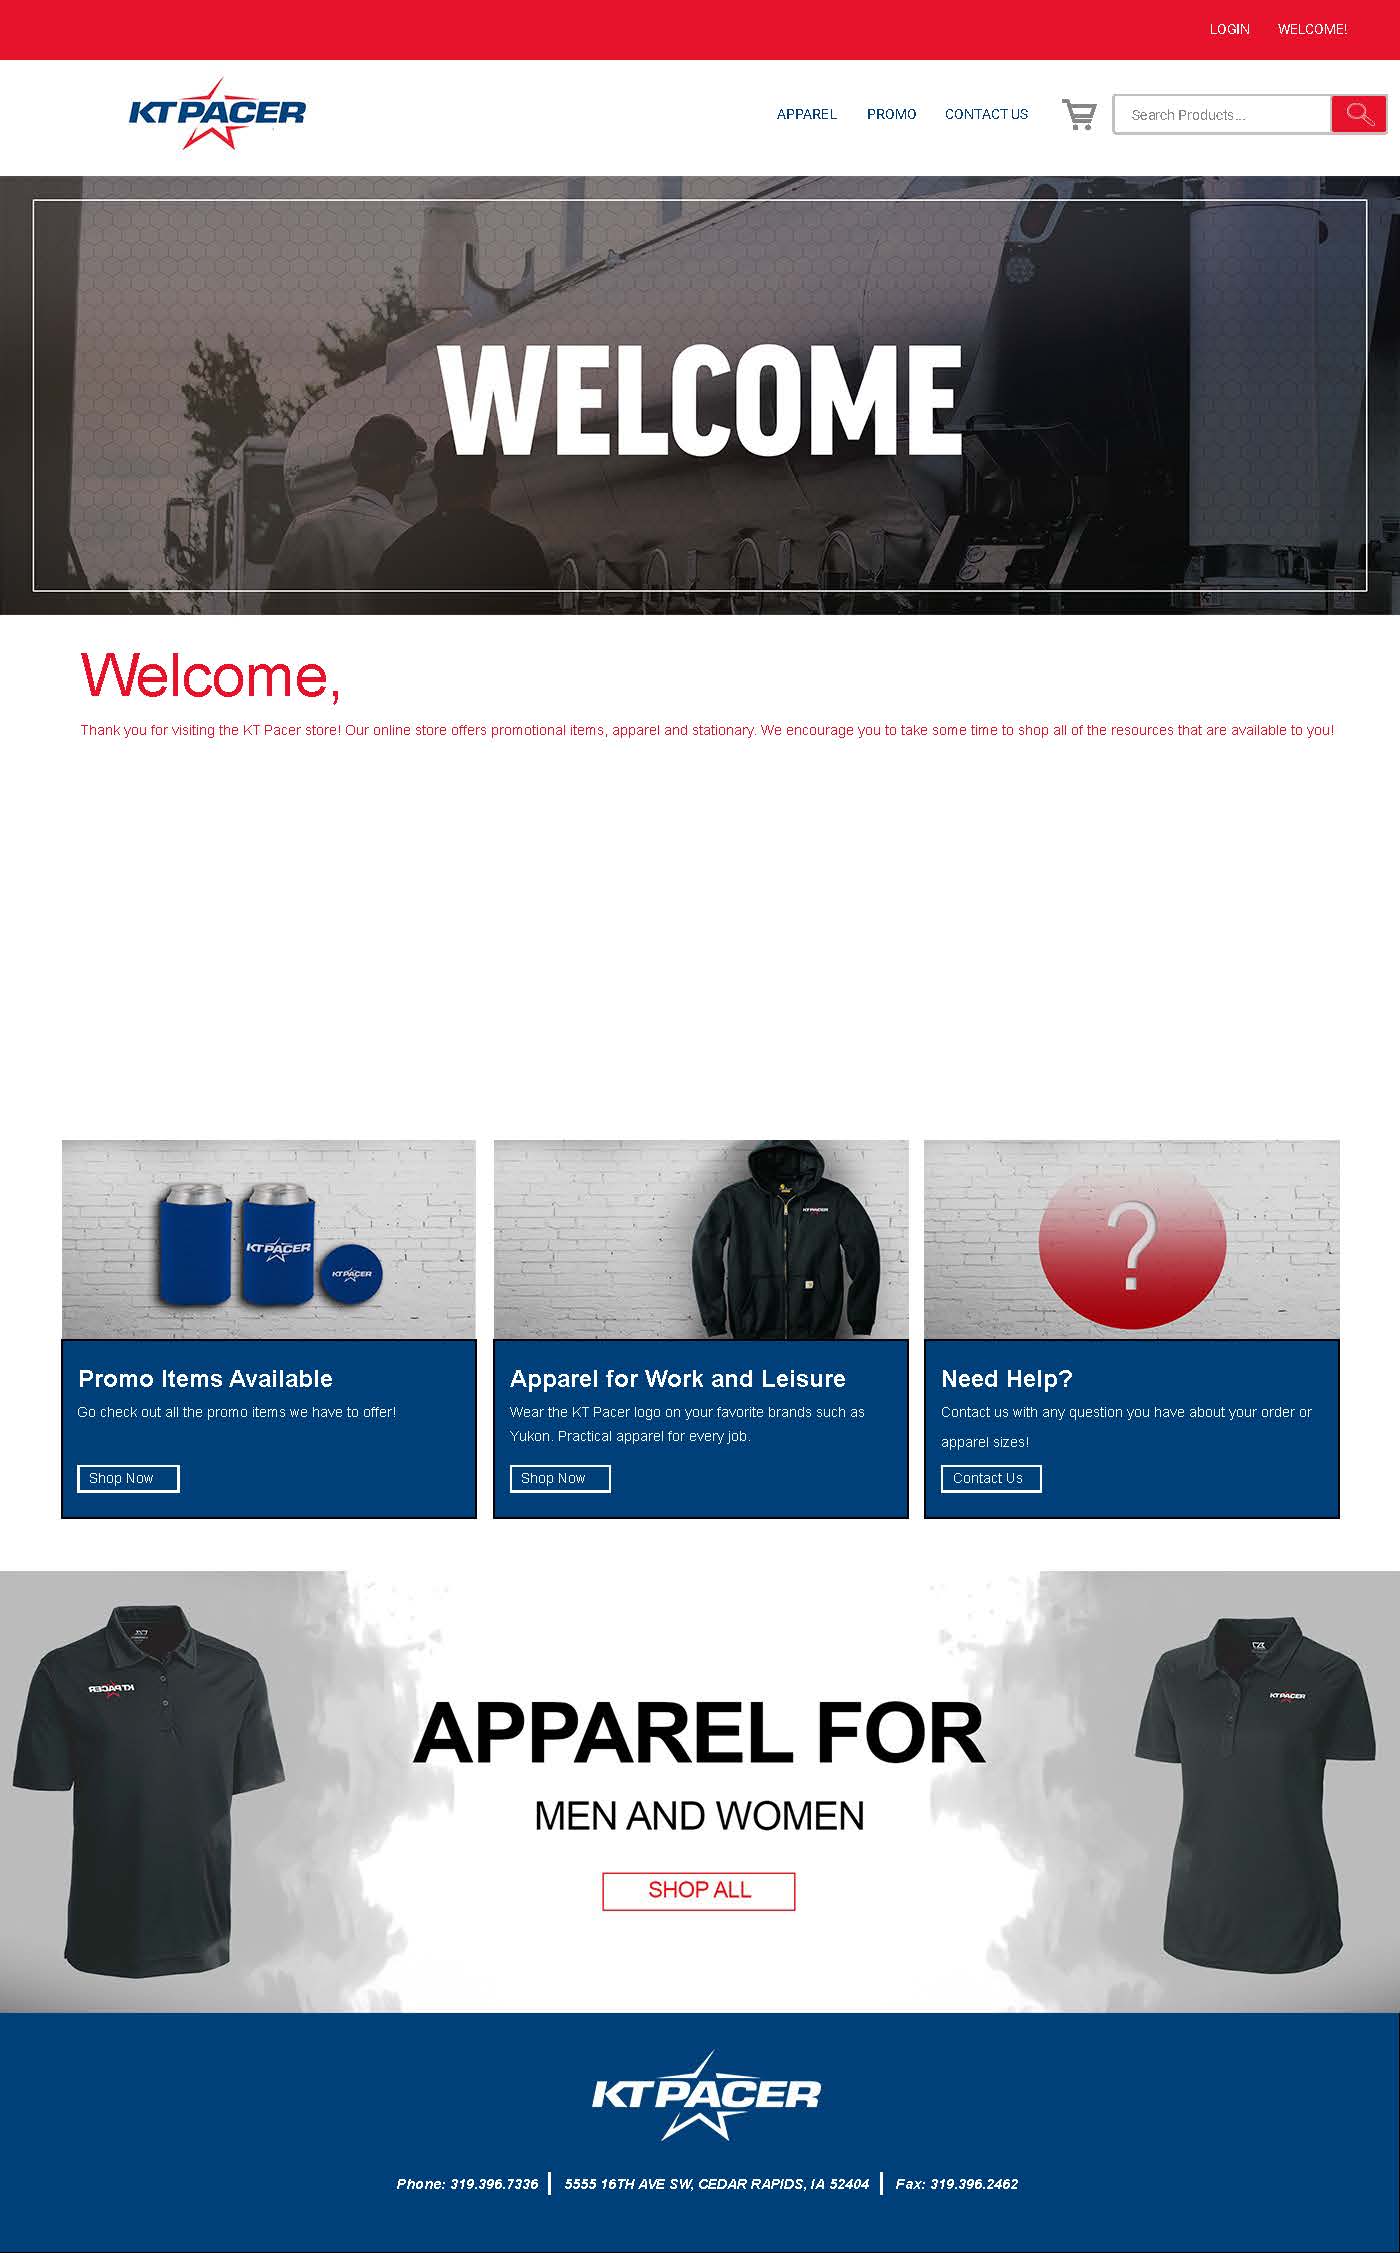 LOGIN WELCOME!
KT PACER
APPAREL PROMO CONTACT US Search Products...
WELCOME
Welcome,
Thank you for visiting the KT Pacer store! Our online store offers promotional items, apparel and stationary. We encourage you to take some time to shop all of the resources that are available to you!
KT PACER
KT PACER
KT PACER
?
Promo Items Available
Go check out all the promo items we have to offer!
Shop Now
Apparel for Work and Leisure
Wear the KT Pacer logo on your favorite brands such as
Yukon. Practical apparel for every job.
Shop Now
Need Help?
Contact us with any question you have about your order or
apparel sizes!
Contact Us
KT PACER
KT PACER
APPAREL FOR
MEN AND WOMEN
SHOP ALL
KT PACER
Phone: 319.396.7336 | 5555 16TH AVE SW, CEDAR RAPIDS, IA 52404 | Fax: 319.396.2462